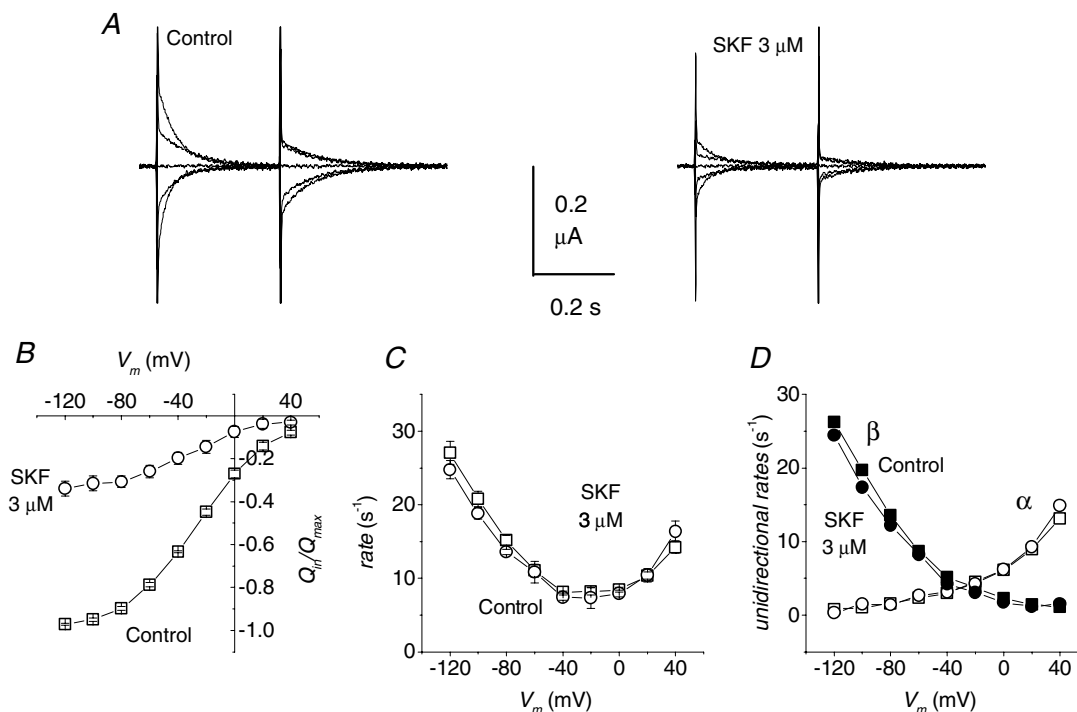 A
Control
SKF 3 μM
0.2
μA
0.2 s
B
V_m (mV)
-120 -80 -40 0 40
-0.2
-0.4
-0.6
-0.8
-1.0
Q_in/Q_max
SKF
3 μM
Control
C
30
20
10
0
rate (s⁻¹)
SKF
3 μM
Control
-120 -80 -40 0 40
V_m (mV)
D
30
20
10
0
unidirectional rates (s⁻¹)
β
Control
α
SKF
3 μM
-120 -80 -40 0 40
V_m (mV)